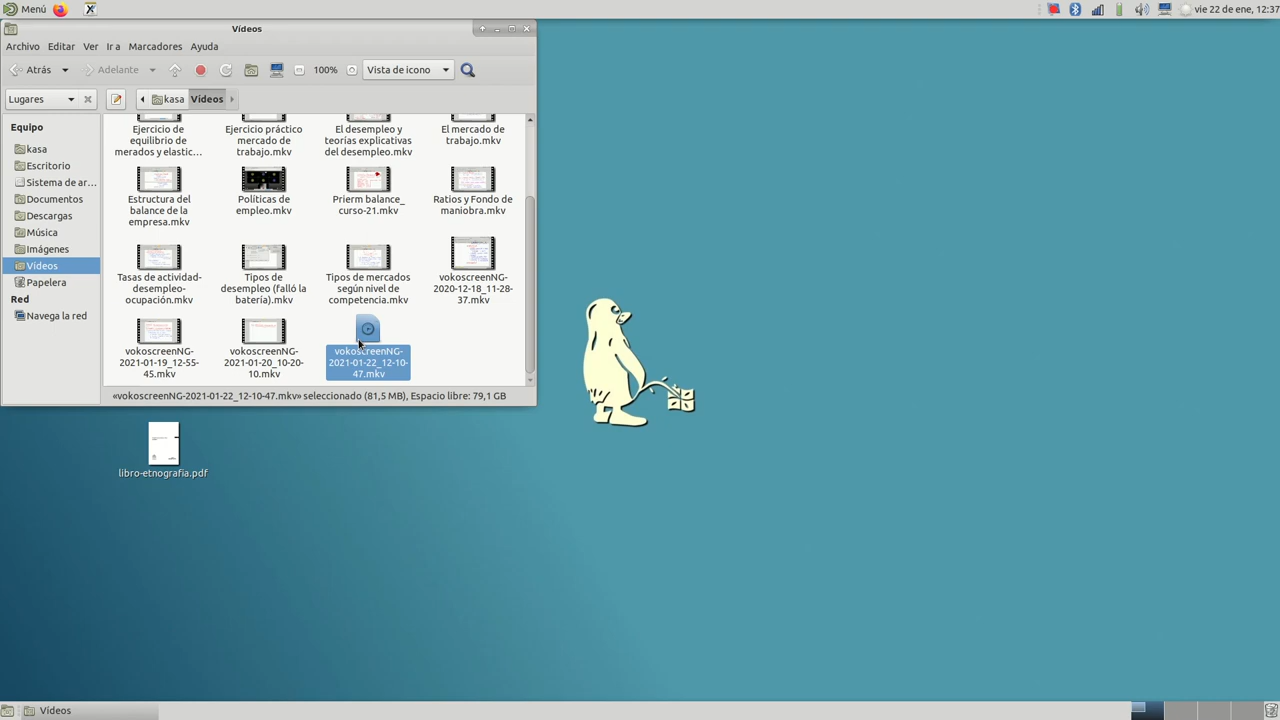 Menú
vie 22 de ene, 12:37
Vídeos
Archivo Editar Ver Ir a Marcadores Ayuda
Atrás Adelante 100% Vista de icono
Lugares kasa Vídeos
Equipo
kasa
Escritorio
Sistema de ar...
Documentos
Descargas
Música
Imágenes
Vídeos
Papelera
Red
Navega la red
Ejercicio de
equilibrio de
merados y elastic...
Ejercicio práctico
mercado de
trabajo.mkv
El desempleo y
teorías explicativas
del desempleo.mkv
El mercado de
trabajo.mkv
Estructura del
balance de la
empresa.mkv
Políticas de
empleo.mkv
Prierm balance_
curso-21.mkv
Ratios y Fondo de
maniobra.mkv
Tasas de actividad-
desempleo-
ocupación.mkv
Tipos de
desempleo (falló la
batería).mkv
Tipos de mercados
según nivel de
competencia.mkv
vokoscreenNG-
2020-12-18_11-28-
37.mkv
vokoscreenNG-
2021-01-19_12-55-
45.mkv
vokoscreenNG-
2021-01-20_10-20-
10.mkv
vokoscreenNG-
2021-01-22_12-10-
47.mkv
«vokoscreenNG-2021-01-22_12-10-47.mkv» seleccionado (81,5 MB), Espacio libre: 79,1 GB
libro-etnografia.pdf
Vídeos